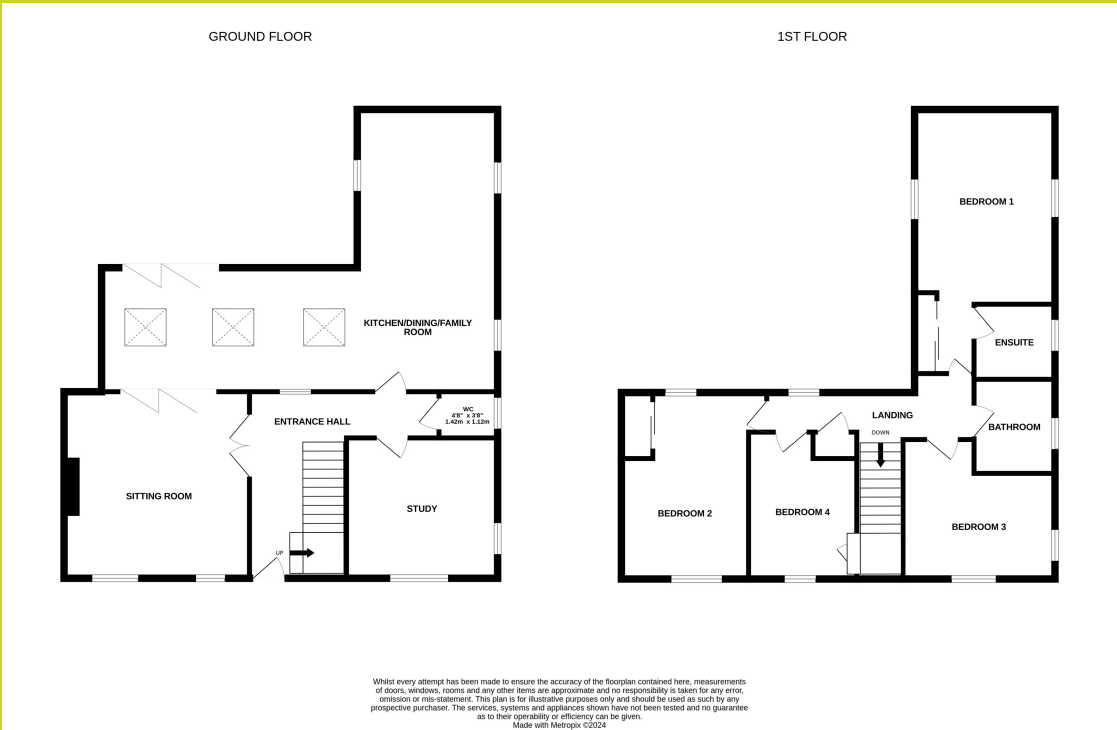 GROUND FLOOR
1ST FLOOR
KITCHEN/DINING/FAMILY
ROOM
ENTRANCE HALL
WC
4'8" x 3'8"
1.42m x 1.12m
SITTING ROOM
STUDY
UP
BEDROOM 1
ENSUITE
LANDING
DOWN
BATHROOM
BEDROOM 2
BEDROOM 4
BEDROOM 3
Whilst every attempt has been made to ensure the accuracy of the floorplan contained here, measurements
of doors, windows, rooms and any other items are approximate and no responsibility is taken for any error,
omission or mis-statement. This plan is for illustrative purposes only and should be used as such by any
prospective purchaser. The services, systems and appliances shown have not been tested and no guarantee
as to their operability or efficiency can be given.
Made with Metropix ©2024